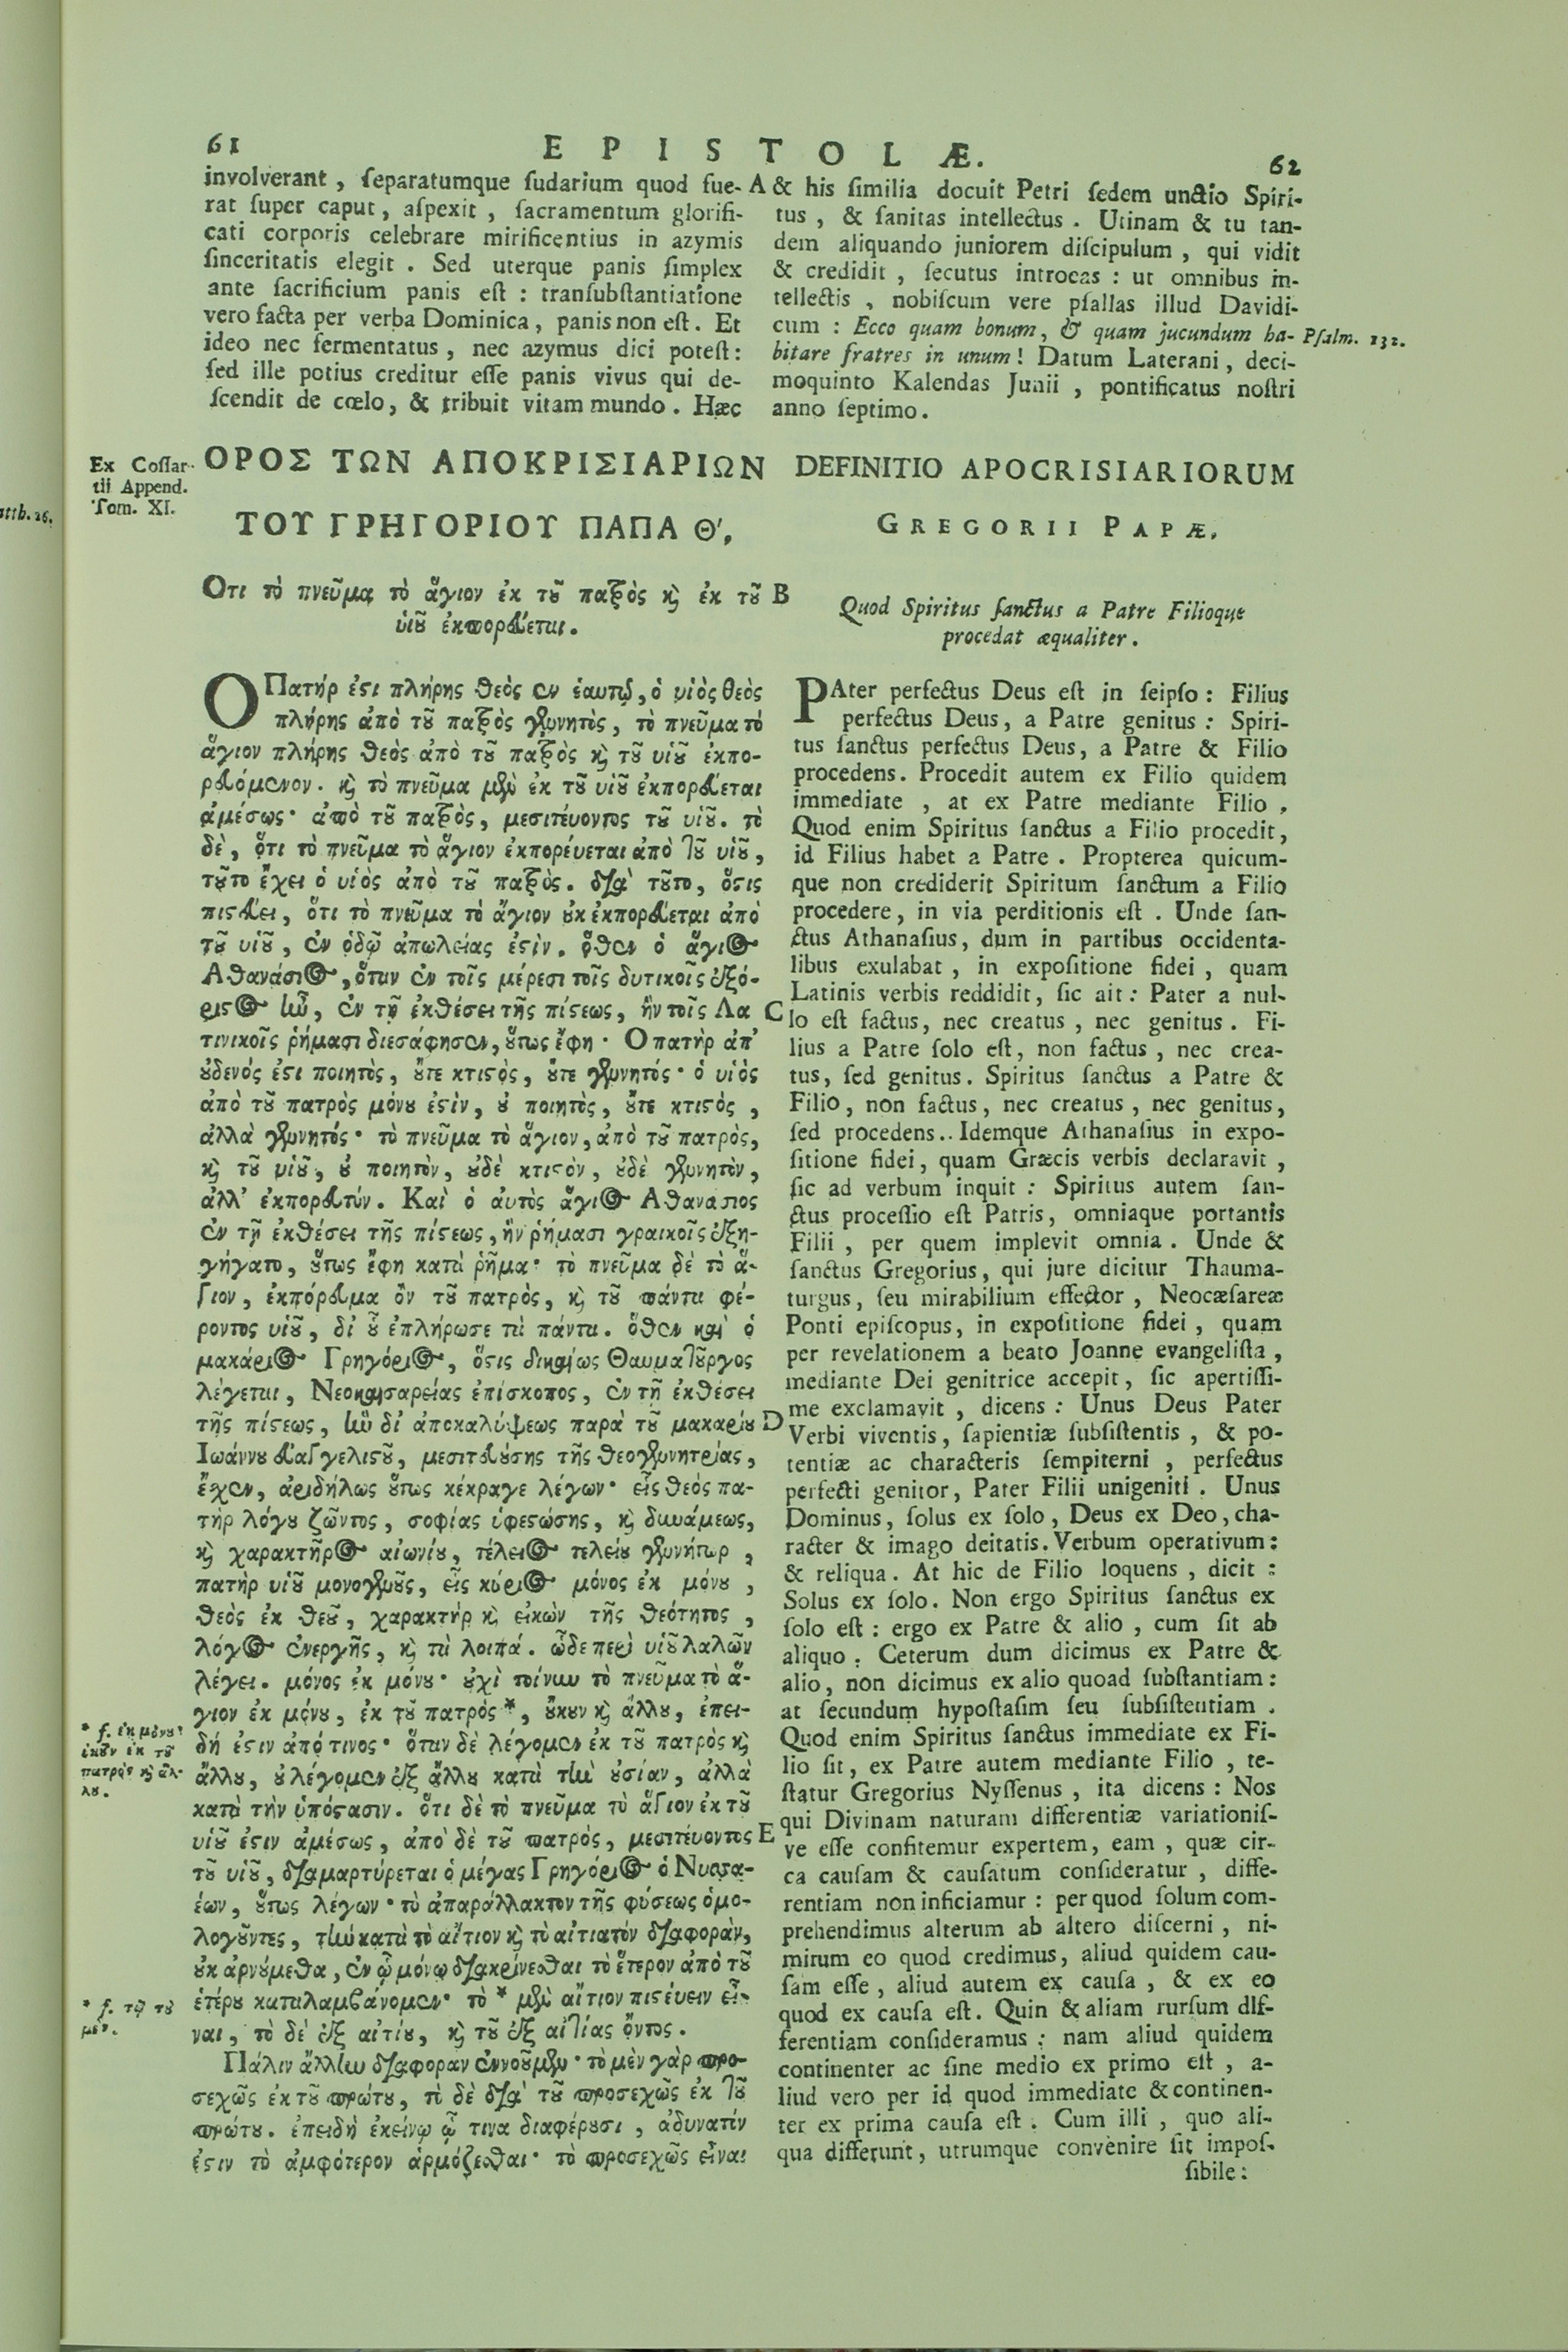 61
EPISTOLÆ.
62
involverant, ſeparatumque ſudarium quod fue-
rat ſuper caput, aſpexit, ſacramentum glorifi-
cati corporis celebrare mirificentius in azymis
ſinceritatis elegit. Sed uterque panis ſimplex
ante ſacrificium panis eſt: tranſubſtantiatione
vero facta per verba Dominica, panis non eſt. Et
ideo nec fermentatus, nec azymus dici poteſt:
ſed ille potius creditur eſſe panis vivus qui de-
ſcendit de cœlo, & tribuit vitam mundo. Hæc
A
& his ſimilia docuit Petri ſedem unctio Spiri-
tus, & ſanitas intellectus. Utinam & tu tan-
dem aliquando juniorem diſcipulum, qui vidit
& credidit, ſecutus introeas: ut omnibus in-
tellectis, nobiſcum vere pſallas illud Davidi-
cum: Ecco quam bonum, & quam jucundum ha-
bitare fratres in unum! Datum Laterani, deci-
moquinto Kalendas Junii, pontificatus noſtri
anno ſeptimo.
Pſalm. 132.
Ex Coſſar-
tii Append.
Tom. XI.
ΟΡΟΣ ΤΩΝ ΑΠΟΚΡΙΣΙΑΡΙΩΝ
ΤΟΥ ΓΡΗΓΟΡΙΟΥ ΠΑΠΑ Θ',
Οτι τὸ πνεῦμα τὸ ἅγιον ἐκ τοῦ πατρὸς καὶ ἐκ τοῦ
υἱοῦ ἐκπορεύεται.
Ο Πατήρ ἐστι πλήρης θεὸς ἐν ἑαυτῷ, ὁ υἱὸς θεὸς
πλήρης ἀπὸ τοῦ πατρὸς γεννητὸς, τὸ πνεῦμα τὸ
ἅγιον πλήρης θεὸς ἀπὸ τοῦ πατρὸς καὶ τοῦ υἱοῦ ἐκπο-
ρευόμενον. καὶ τὸ πνεῦμα μὲν ἐκ τοῦ υἱοῦ ἐκπορεύεται
ἀμέσως· ἀπὸ τοῦ πατρὸς, μεσιτεύοντος τοῦ υἱοῦ. τὸ
δὲ, ὅτι τὸ πνεῦμα τὸ ἅγιον ἐκπορέυεται ἀπὸ τοῦ υἱοῦ,
τοῦτο ἔχει ὁ υἱὸς ἀπὸ τοῦ πατρὸς. διὰ τοῦτο, ὅστις
πιστεύει, ὅτι τὸ πνεῦμα τὸ ἅγιον οὐκ ἐκπορεύεται ἀπὸ
τοῦ υἱοῦ, ἐν ὁδῷ ἀπωλείας ἐστὶν. ὅθεν ὁ ἅγιος
Αθανάσιος, ὅταν ἐν τοῖς μέρεσι τοῖς δυτικοῖς ἐξό-
ριστος ἦν, ἐν τῇ ἐκθέσει τῆς πίστεως, ἣν τοῖς Λα
τινικοῖς ῥήμασι διεσάφησεν, οὕτως ἔφη· Ο πατὴρ ἀπ'
οὐδενός ἐστι ποιητὸς, οὔτε κτιστὸς, οὔτε γεννητός· ὁ υἱὸς
ἀπὸ τοῦ πατρὸς μόνου ἐστὶν, οὐ ποιητὸς, οὔτε κτιστός,
ἀλλὰ γεννητός· τὸ πνεῦμα τὸ ἅγιον, ἀπὸ τοῦ πατρὸς,
καὶ τοῦ υἱοῦ, οὐ ποιητὸν, οὐδὲ κτιστὸν, οὐδὲ γεννητὸν,
ἀλλ' ἐκπορευτόν. Καὶ ὁ ἀυτὸς ἅγιος Αθανασιος
ἐν τῇ ἐκθέσει τῆς πίστεως, ἣν ῥήμασι γραικοῖς ἐξη-
γήγατο, οὕτως ἔφη κατὰ ῥῆμα· τὸ πνεῦμα δὲ τὸ ἅ-
γιον, ἐκπόρευμα ὂν τοῦ πατρὸς, καὶ τοῦ πάντα φέ-
ροντος υἱοῦ, δι' οὗ ἐπλήρωσε τὰ πάντα. ὅθεν καὶ ὁ
μακάριος Γρηγόριος, ὅστις δικαίως Θαυματοῦργος
λέγεται, Νεοκαισαρείας ἐπίσκοπος, ἐν τῇ ἐκθέσει
τῆς πίστεως, ἣν δι' ἀποκαλύψεως παρὰ τοῦ μακαρίου
Ιωάννου εὐαγγελιστοῦ, μεσιτευούσης τῆς θεογεννητρίας,
ἔχεν, ἀριδήλως οὕτως κέκραγε λέγων· εἷς θεὸς πα-
τὴρ λόγου ζῶντος, σοφίας ὑφεστώσης, καὶ δυνάμεως,
καὶ χαρακτῆρος αἰωνίου, τέλειος τελείου γεννήτωρ,
πατὴρ υἱοῦ μονογενοῦς, εἷς κύριος μόνος ἐκ μόνου,
θεὸς ἐκ θεοῦ, χαρακτὴρ καὶ εἰκὼν τῆς θεότητος,
λόγος ἐνεργὴς, καὶ τὰ λοιπά. ὧδε περὶ υἱοῦ λαλῶν
λέγει. μόνος ἐκ μόνου· οὐχὶ τοίνυν τὸ πνεῦμα τὸ ἅ-
γιον ἐκ μόνου, ἐκ τοῦ πατρὸς*, οὔκουν καὶ ἄλλου, ἐπει-
δή ἐστιν ἀπό τινος· ὅταν δὲ λέγομεν ἐκ τοῦ πατρὸς καὶ
ἄλλου, οὐ λέγομεν ἐξ ἄλλου κατὰ τὴν οὐσίαν, ἀλλὰ
κατὰ τὴν ὑπόστασιν. ὅτι δὲ τὸ πνεῦμα τὸ ἅγιον ἐκ τοῦ
υἱοῦ ἐστιν ἀμέσως, ἀπὸ δὲ τοῦ πατρὸς, μεσιτέυοντος
τοῦ υἱοῦ, διαμαρτύρεται ὁ μέγας Γρηγόριος ὁ Νυσσα-
έων, οὕτως λέγων· τὸ ἀπαράλλακτον τῆς φύσεως ὁμο-
λογοῦντες, τὴν κατὰ τὸ αἴτιον καὶ τὸ αἰτιατὸν διαφορὰν,
οὐκ ἀρνούμεθα, ἐν ᾧ μόνῳ διακρίνεσθαι τὸ ἕτερον ἀπὸ τοῦ
ἑτέρου καταλαμβάνομεν· τὸ * μὲν αἴτιον πιστέυειν εἶ-
ναι, τὸ δὲ ἐξ αἰτίου, καὶ τοῦ ἐξ αἰτίας ὄντος.
Πάλιν ἄλλην διαφορὰν ἐννοοῦμεν· τὸ μὲν γὰρ προ-
σεχῶς ἐκ τοῦ πρώτου, τὸ δὲ διὰ τοῦ προσεχῶς ἐκ τοῦ
πρώτου. ἐπειδὴ ἐκείνῳ ᾧ τινα διαφέρουσι, ἀδυνατόν
ἐστιν τὸ ἀμφότερον ἁρμόζεσθαι· τὸ προσεχῶς εἶναι
* f. ἐκ μόνου·
οὐκοῦν ἐκ τοῦ
πατρὸς καὶ ἄλ-
λου.
* f. τῷ τὸ
μέν.
B
C
D
E
DEFINITIO APOCRISIARIORUM
GREGORII PAPÆ,
Quod Spiritus ſanctus a Patre Filioque
procedat æqualiter.
PAter perfectus Deus eſt in ſeipſo: Filius
perfectus Deus, a Patre genitus: Spiri-
tus ſanctus perfectus Deus, a Patre & Filio
procedens. Procedit autem ex Filio quidem
immediate, at ex Patre mediante Filio.
Quod enim Spiritus ſanctus a Filio procedit,
id Filius habet a Patre. Propterea quicum-
que non crediderit Spiritum ſanctum a Filio
procedere, in via perditionis eſt. Unde ſan-
ctus Athanaſius, dum in partibus occidenta-
libus exulabat, in expoſitione fidei, quam
Latinis verbis reddidit, ſic ait: Pater a nul-
lo eſt factus, nec creatus, nec genitus. Fi-
lius a Patre ſolo eſt, non factus, nec crea-
tus, ſed genitus. Spiritus ſanctus a Patre &
Filio, non factus, nec creatus, nec genitus,
ſed procedens.. Idemque Athanaſius in expo-
ſitione fidei, quam Græcis verbis declaravit,
ſic ad verbum inquit: Spiritus autem ſan-
ctus proceſſio eſt Patris, omniaque portantis
Filii, per quem implevit omnia. Unde &
ſanctus Gregorius, qui jure dicitur Thauma-
turgus, ſeu mirabilium effector, Neocæſareæ
Ponti epiſcopus, in expoſitione fidei, quam
per revelationem a beato Joanne evangeliſta,
mediante Dei genitrice accepit, ſic apertiſſi-
me exclamavit, dicens: Unus Deus Pater
Verbi viventis, ſapientiæ ſubſiſtentis, & po-
tentiæ ac characteris ſempiterni, perfectus
perfecti genitor, Pater Filii unigeniti. Unus
Dominus, ſolus ex ſolo, Deus ex Deo, cha-
racter & imago deitatis. Verbum operativum:
& reliqua. At hic de Filio loquens, dicit:
Solus ex ſolo. Non ergo Spiritus ſanctus ex
ſolo eſt: ergo ex Patre & alio, cum ſit ab
aliquo. Ceterum dum dicimus ex Patre &
alio, non dicimus ex alio quoad ſubſtantiam:
at ſecundum hypoſtaſim ſeu ſubſiſtentiam.
Quod enim Spiritus ſanctus immediate ex Fi-
lio ſit, ex Patre autem mediante Filio, te-
ſtatur Gregorius Nyſſenus, ita dicens: Nos
qui Divinam naturam differentiæ variationiſ-
ve eſſe confitemur expertem, eam, quæ cir-
ca cauſam & cauſatum conſideratur, diffe-
rentiam non inficiamur: per quod ſolum com-
prehendimus alterum ab altero diſcerni, ni-
mirum eo quod credimus, aliud quidem cau-
ſam eſſe, aliud autem ex cauſa, & ex eo
quod ex cauſa eſt. Quin & aliam rurſum dif-
ferentiam conſideramus: nam aliud quidem
continenter ac ſine medio ex primo eſt, a-
liud vero per id quod immediate & continen-
ter ex prima cauſa eſt. Cum illi, quo ali-
qua differunt, utrumque convenire ſit impoſ-
ſibile: